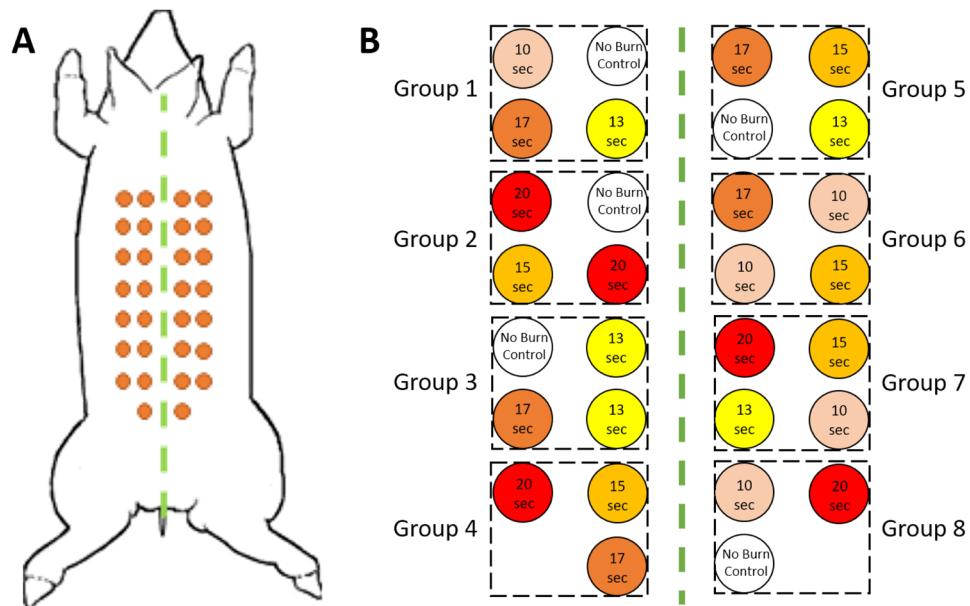 A
B
Group 1
10
sec
No Burn
Control
17
sec
13
sec
Group 2
20
sec
No Burn
Control
15
sec
20
sec
Group 3
No Burn
Control
13
sec
17
sec
13
sec
Group 4
20
sec
15
sec
17
sec
17
sec
15
sec
No Burn
Control
13
sec
Group 5
17
sec
10
sec
10
sec
15
sec
Group 6
20
sec
15
sec
13
sec
10
sec
Group 7
10
sec
20
sec
No Burn
Control
Group 8